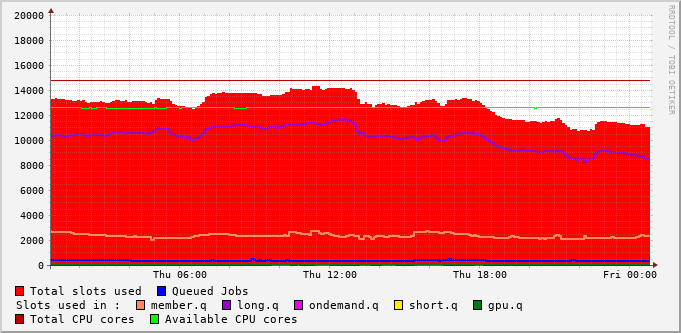 20000
18000
16000
14000
12000
10000
8000
6000
4000
2000
0
Thu 06:00 Thu 12:00 Thu 18:00 Fri 00:00
RRDTOOL / TOBI OETIKER
Total slots used Queued Jobs
Slots used in : member.q long.q ondemand.q short.q gpu.q
Total CPU cores Available CPU cores